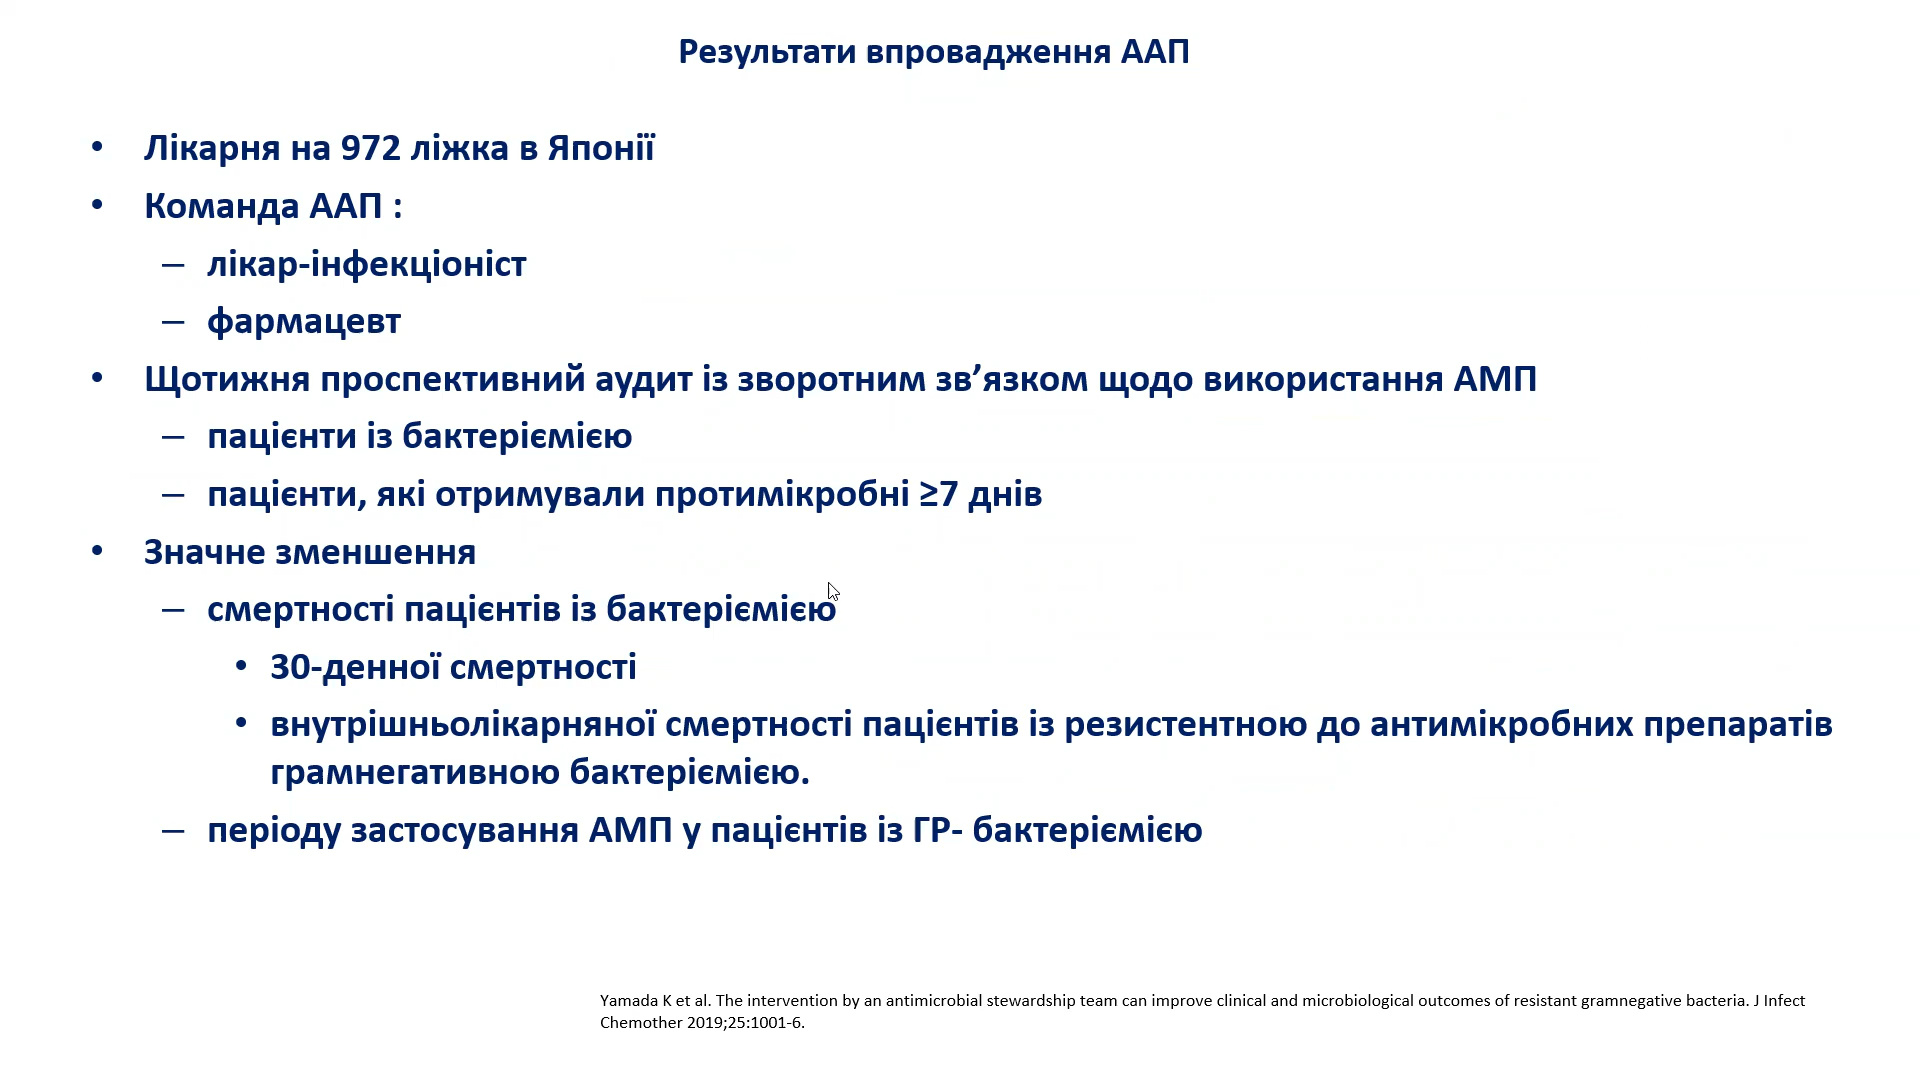 Результати впровадження ААП
• Лікарня на 972 ліжка в Японії
• Команда ААП :
– лікар-інфекціоніст
– фармацевт
• Щотижня проспективний аудит із зворотним зв’язком щодо використання АМП
– пацієнти із бактеріємією
– пацієнти, які отримували протимікробні ≥7 днів
• Значне зменшення
– смертності пацієнтів із бактеріємією
• 30-денної смертності
• внутрішньолікарняної смертності пацієнтів із резистентною до антимікробних препаратів
грамнегативною бактеріємією.
– періоду застосування АМП у пацієнтів із ГР- бактеріємією
Yamada K et al. The intervention by an antimicrobial stewardship team can improve clinical and microbiological outcomes of resistant gramnegative bacteria. J Infect
Chemother 2019;25:1001-6.